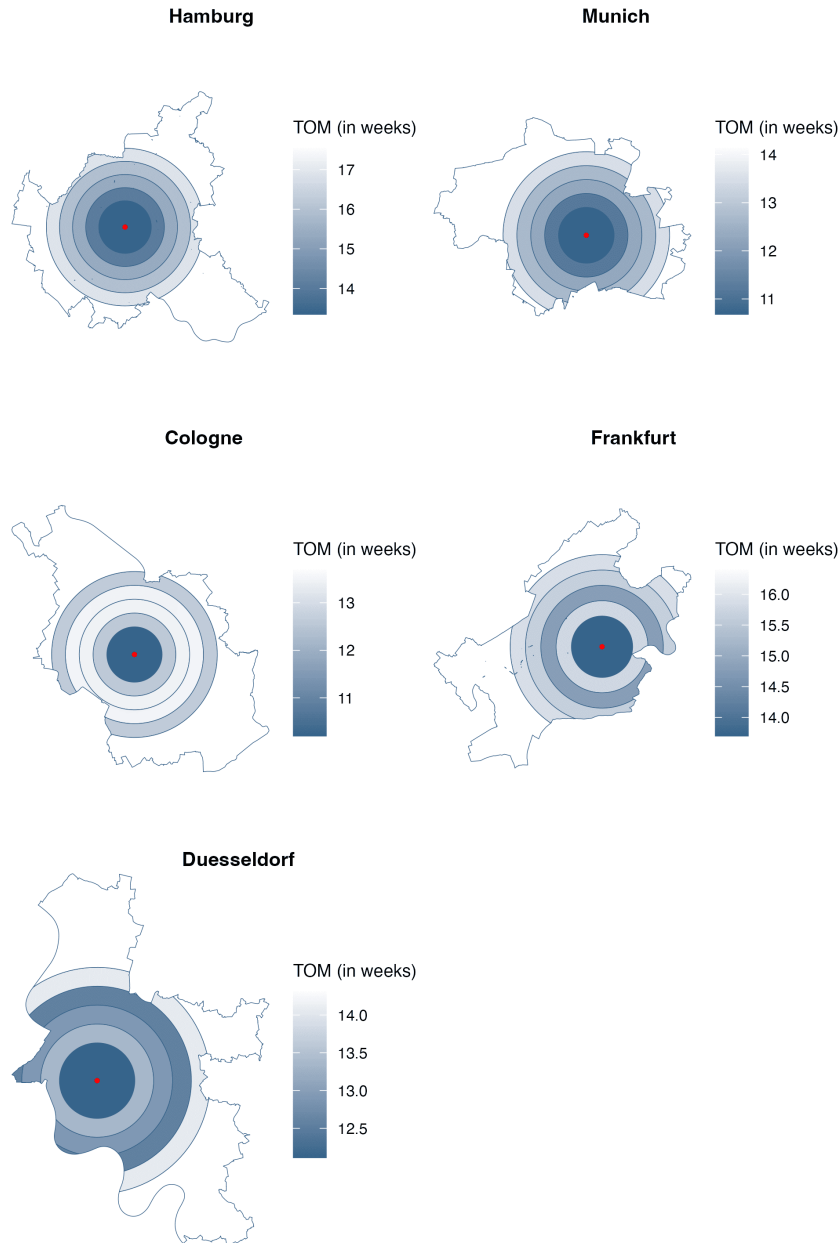 Hamburg
TOM (in weeks)
17
16
15
14
Munich
TOM (in weeks)
14
13
12
11
Cologne
TOM (in weeks)
13
12
11
Frankfurt
TOM (in weeks)
16.0
15.5
15.0
14.5
14.0
Duesseldorf
TOM (in weeks)
14.0
13.5
13.0
12.5